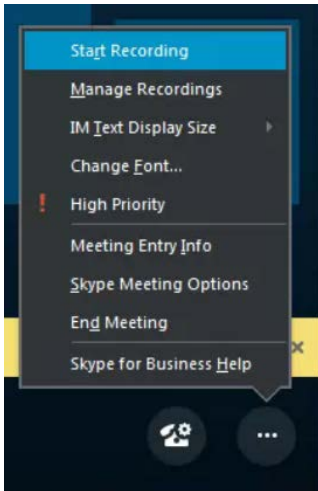 Start Recording
Manage Recordings
IM Text Display Size
Change Font...
High Priority
Meeting Entry Info
Skype Meeting Options
End Meeting
Skype for Business Help